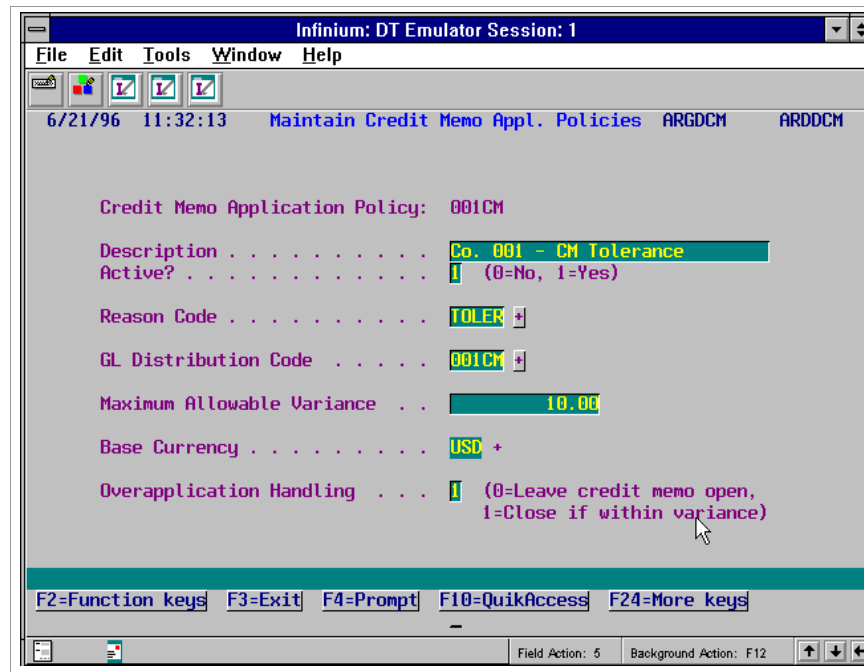 Infinium: DT Emulator Session: 1
File Edit Tools Window Help
6/21/96 11:32:13 Maintain Credit Memo Appl. Policies ARGDCM ARDDCM
Credit Memo Application Policy: 001CM
Description . . . . . . . . . . Co. 001 - CM Tolerance
Active? . . . . . . . . . . . . 1 (0=No, 1=Yes)
Reason Code . . . . . . . . . . TOLER +
GL Distribution Code . . . . . 001CM +
Maximum Allowable Variance . . 10.00
Base Currency . . . . . . . . . USD +
Overapplication Handling . . . 1 (0=Leave credit memo open,
1=Close if within variance)
F2=Function keys F3=Exit F4=Prompt F10=QuikAccess F24=More keys
Field Action: 5 Background Action: F12